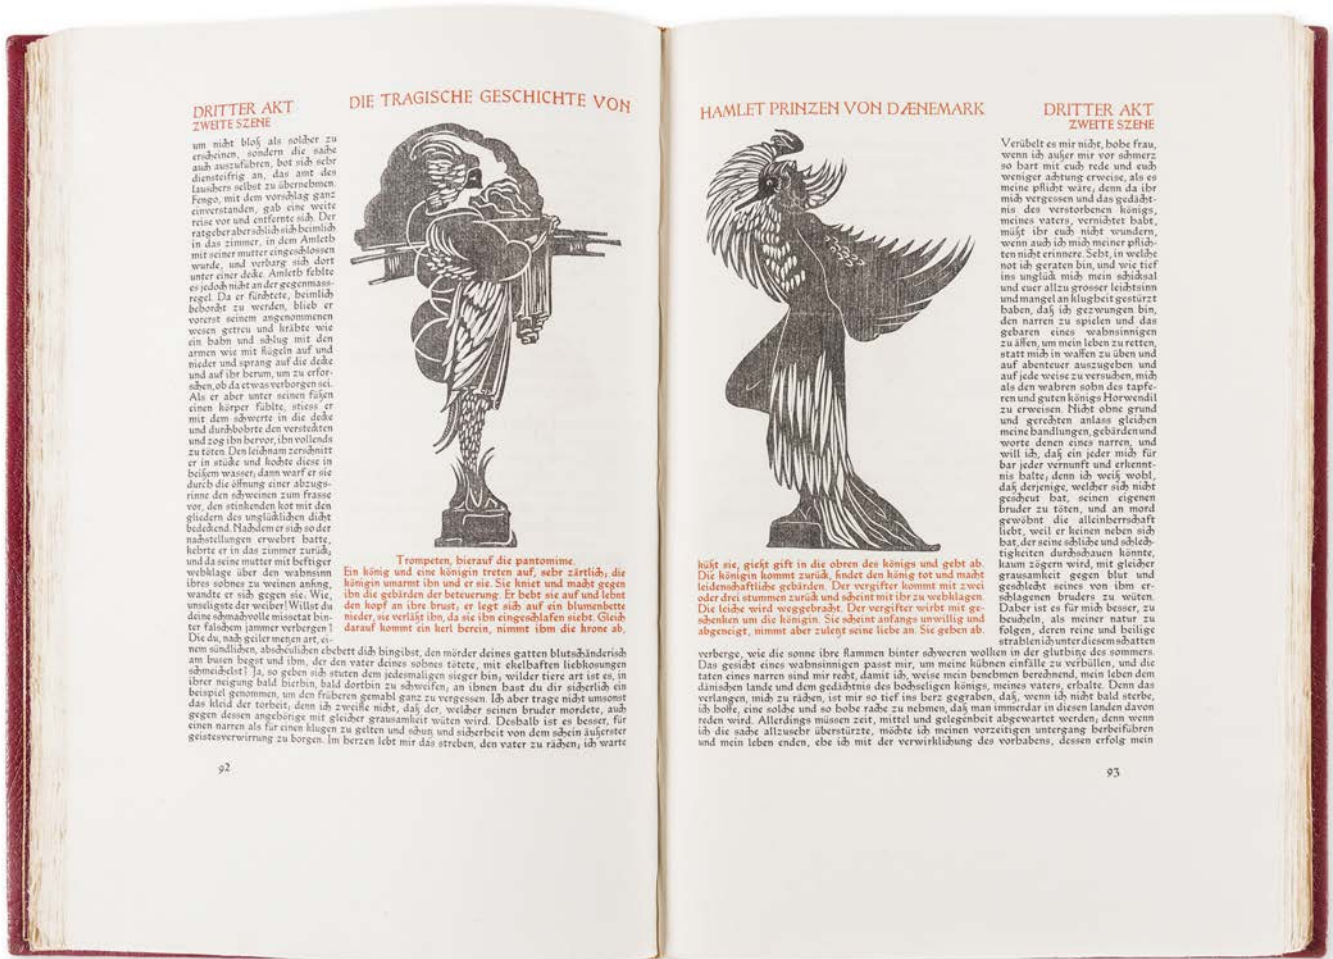 DRITTER AKT
ZWEITE SZENE
DIE TRAGISCHE GESCHICHTE VON
um nicht bloß als solcher zu
erscheinen, sondern die sache
auch auszuführen, bot sich sehr
diensteifrig an, das amt des
lauschers selbst zu übernehmen.
Fengo, mit dem vorschlag ganz
einverstanden, gab eine weite
reise vor und entfernte sich. Der
ratgeber aber schlich sich heimlich
in das zimmer, in dem Amleth
mit seiner mutter eingeschlossen
wurde, und verbarg sich dort
unter einer decke. Amleth fehlte
es jedoch nicht an der gegenmass-
regel. Da er fürchtete, heimlich
behorcht zu werden, blieb er
vorerst seinem angenommenen
wesen getreu und krähte wie
ein hahn und schlug mit den
armen wie mit flügeln auf und
nieder und sprang auf die decke
und auf ihr herum, um zu erfor-
schen, ob da etwas verborgen sei.
Als er aber unter seinen füßen
einen körper fühlte, stiess er
mit dem schwerte in die decke
und durchbohrte den versteckten
und zog ihn hervor, ihn vollends
zu töten. Den leichnam zerschnitt
er in stücke und kochte diese in
heißem wasser; dann warf er sie
durch die öffnung einer abzugs-
rinne den schweinen zum frasse
vor, den stinkenden kot mit den
gliedern des unglücklichen dicht
bedeckend. Nachdem er sich so der
nachstellungen erwehrt hatte,
kehrte er in das zimmer zurück;
und da seine mutter mit heftiger
wehklage über den wahnsinn
ihres sohnes zu weinen anfing,
wandte er sich gegen sie. Wie,
unseligste der weiber! Willst du
deine schmachvolle missetat hin-
ter falschem jammer verbergen?
Die du, nach geiler metzen art, ei-
nem sündlichen, abscheulichen ehebett dich hingibst, den mörder deines gatten blutschänderisch
am busen hegst und ihm, der den vater deines sohnes tötete, mit ekelhaften liebkosungen
schmeichelst? Ja, so geben sich stuten dem jedesmaligen sieger hin; wilder tiere art ist es, in
ihrer neigung bald hierhin, bald dorthin zu schweifen; an ihnen hast du dir sicherlich ein
beispiel genommen, um den früheren gemahl ganz zu vergessen. Ich aber trage nicht umsonst
das kleid der torheit; denn ich zweifle nicht, daß der, welcher seinen bruder mordete, auch
gegen dessen angehörige mit gleicher grausamkeit wüten wird. Deshalb ist es besser, für
einen narren als für einen klugen zu gelten und schutz und sicherheit von dem schein äußerster
geistesverwirrung zu borgen. Im herzen lebt mir das streben, den vater zu rächen; ich warte
Trompeten, hierauf die pantomime.
Ein könig und eine königin treten auf, sehr zärtlich; die
königin umarmt ihn und er sie. Sie kniet und macht gegen
ihn die gebärden der beteuerung. Er hebt sie auf und lehnt
den kopf an ihre brust; er legt sich auf ein blumenbette
nieder, sie verläßt ihn, da sie ihn eingeschlafen sieht. Gleich
darauf kommt ein kerl herein, nimmt ihm die krone ab,
92
HAMLET PRINZEN VON DÆNEMARK
DRITTER AKT
ZWEITE SZENE
küßt sie, gießt gift in die ohren des königs und geht ab.
Die königin kommt zurück, findet den könig tot und macht
leidenschaftliche gebärden. Der vergifter kommt mit zwei
oder drei stummen zurück und scheint mit ihr zu wehklagen.
Die leiche wird weggebracht. Der vergifter wirbt mit ge-
schenken um die königin. Sie scheint anfangs unwillig und
abgeneigt, nimmt aber zuletzt seine liebe an. Sie gehen ab.
Verübelt es mir nicht, hohe frau,
wenn ich außer mir vor schmerz
so hart mit euch rede und euch
weniger achtung erweise, als es
meine pflicht wäre; denn da ihr
mich vergessen und das gedächt-
nis des verstorbenen königs,
meines vaters, vernichtet habt,
müßt ihr euch nicht wundern,
wenn auch ich mich meiner pflich-
ten nicht erinnere. Seht, in welche
not ich geraten bin, und wie tief
ins unglück mich mein schicksal
und euer allzu grosser leichtsinn
und mangel an klugheit gestürzt
haben, daß ich gezwungen bin,
den narren zu spielen und das
gebaren eines wahnsinnigen
zu äffen, um mein leben zu retten,
statt mich in waffen zu üben und
auf abenteuer auszugehen und
auf jede weise zu versuchen, mich
als den wahren sohn des tapfe-
ren und guten königs Horwendil
zu erweisen. Nicht ohne grund
und gerechten anlass gleichen
meine handlungen, gebärden und
worte denen eines narren, und
will ich, daß ein jeder mich für
bar jeder vernunft und erkennt-
nis halte; denn ich weiß wohl,
daß derjenige, welcher sich nicht
gescheut hat, seinen eigenen
bruder zu töten, und an mord
gewöhnt die alleinherrschaft
liebt, weil er keinen neben sich
hat, der seine schliche und schlech-
tigkeiten durchschauen könnte,
kaum zögern wird, mit gleicher
grausamkeit gegen blut und
geschlecht seines von ihm er-
schlagenen bruders zu wüten.
Daher ist es für mich besser, zu
heucheln, als meiner natur zu
folgen, deren reine und heilige
strahlen ich unter diesem schatten
verberge, wie die sonne ihre flammen hinter schweren wolken in der gluthitze des sommers.
Das gesicht eines wahnsinnigen passt mir, um meine kühnen einfälle zu verhüllen, und die
taten eines narren sind mir recht, damit ich, weise mein benehmen berechnend, mein leben dem
dänischen lande und dem gedächtnis des hochseligen königs, meines vaters, erhalte. Denn das
verlangen, mich zu rächen, ist mir so tief ins herz gegraben, daß, wenn ich nicht bald sterbe,
ich hoffe, eine solche und so hohe rache zu nehmen, daß man immerdar in diesen landen davon
reden wird. Allerdings müssen zeit, mittel und gelegenheit abgewartet werden; denn wenn
ich die sache allzusehr überstürzte, möchte ich meinen vorzeitigen untergang herbeiführen
und mein leben enden, ehe ich mit der verwirklichung des vorhabens, dessen erfolg mein
93